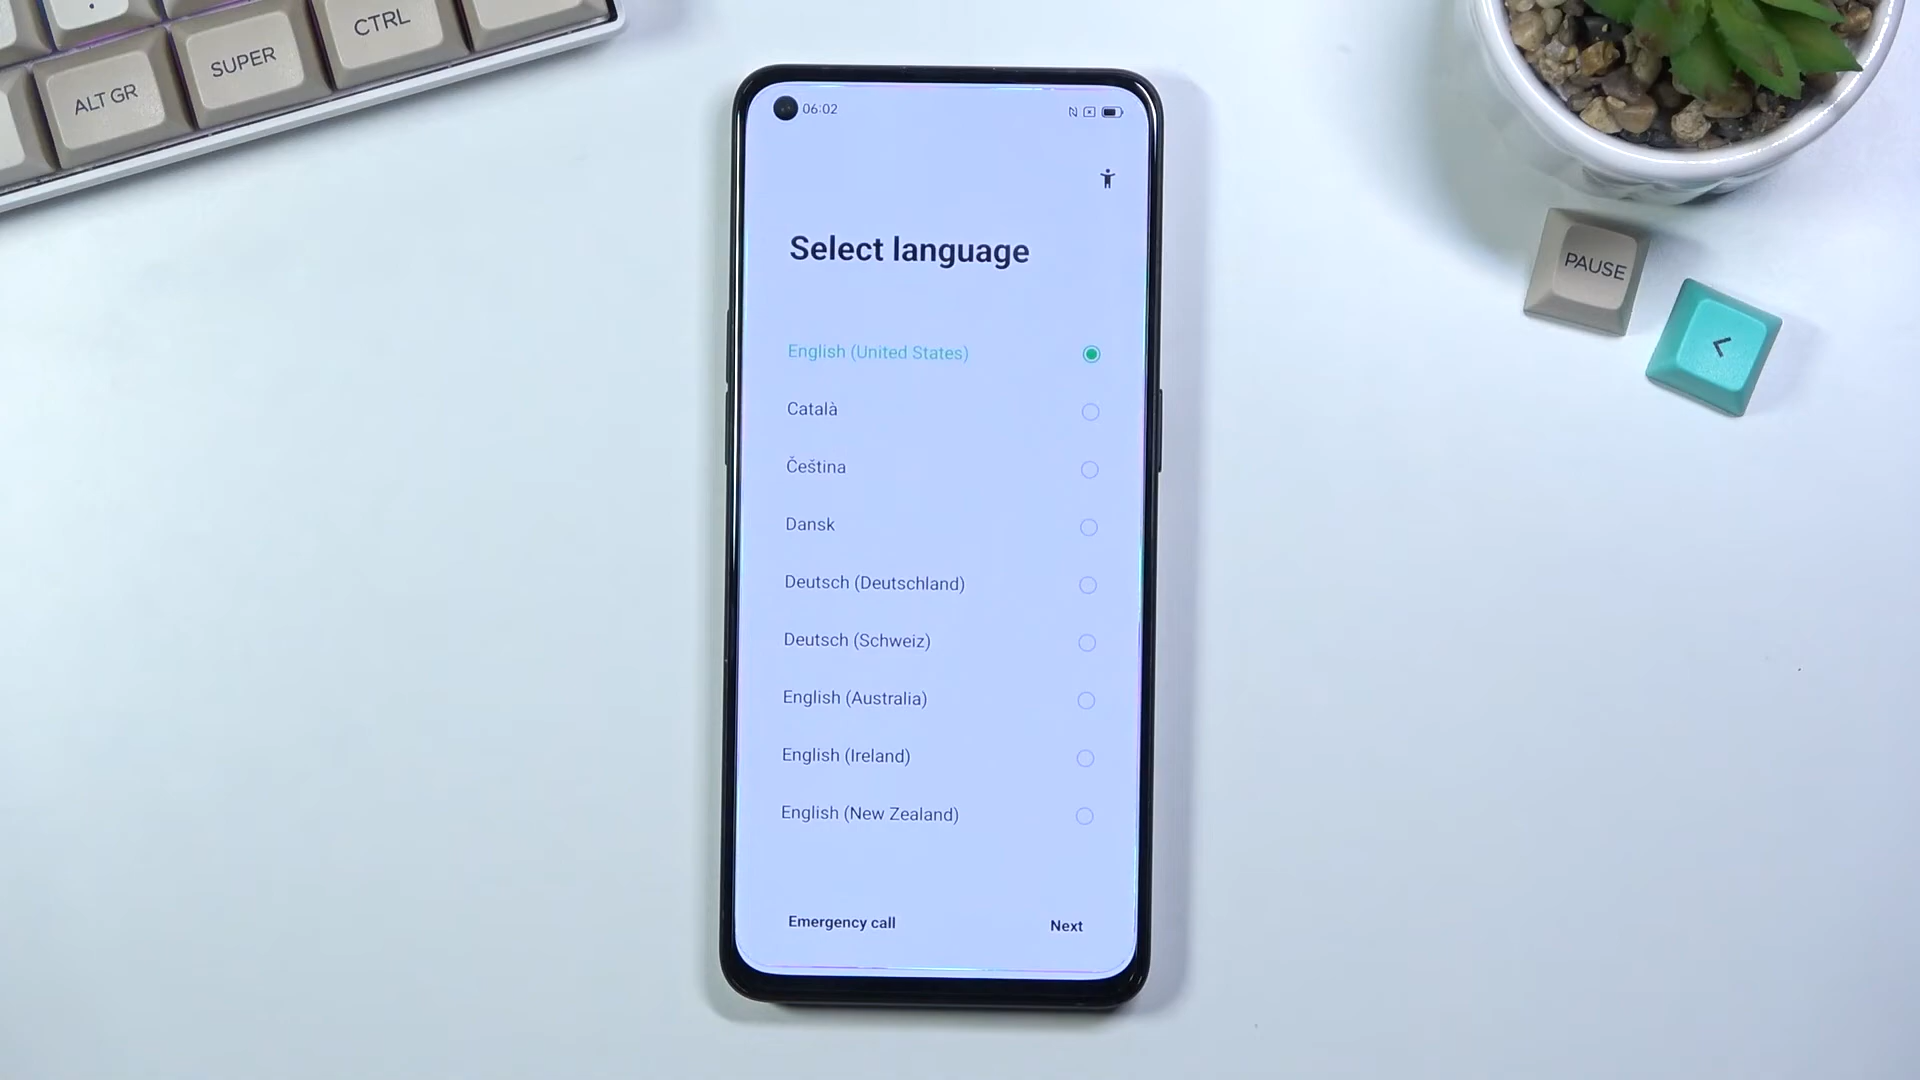 CTRL
SUPER
ALT GR
06:02
Select language
English (United States)
Català
Čeština
Dansk
Deutsch (Deutschland)
Deutsch (Schweiz)
English (Australia)
English (Ireland)
English (New Zealand)
Emergency call
Next
PAUSE
<